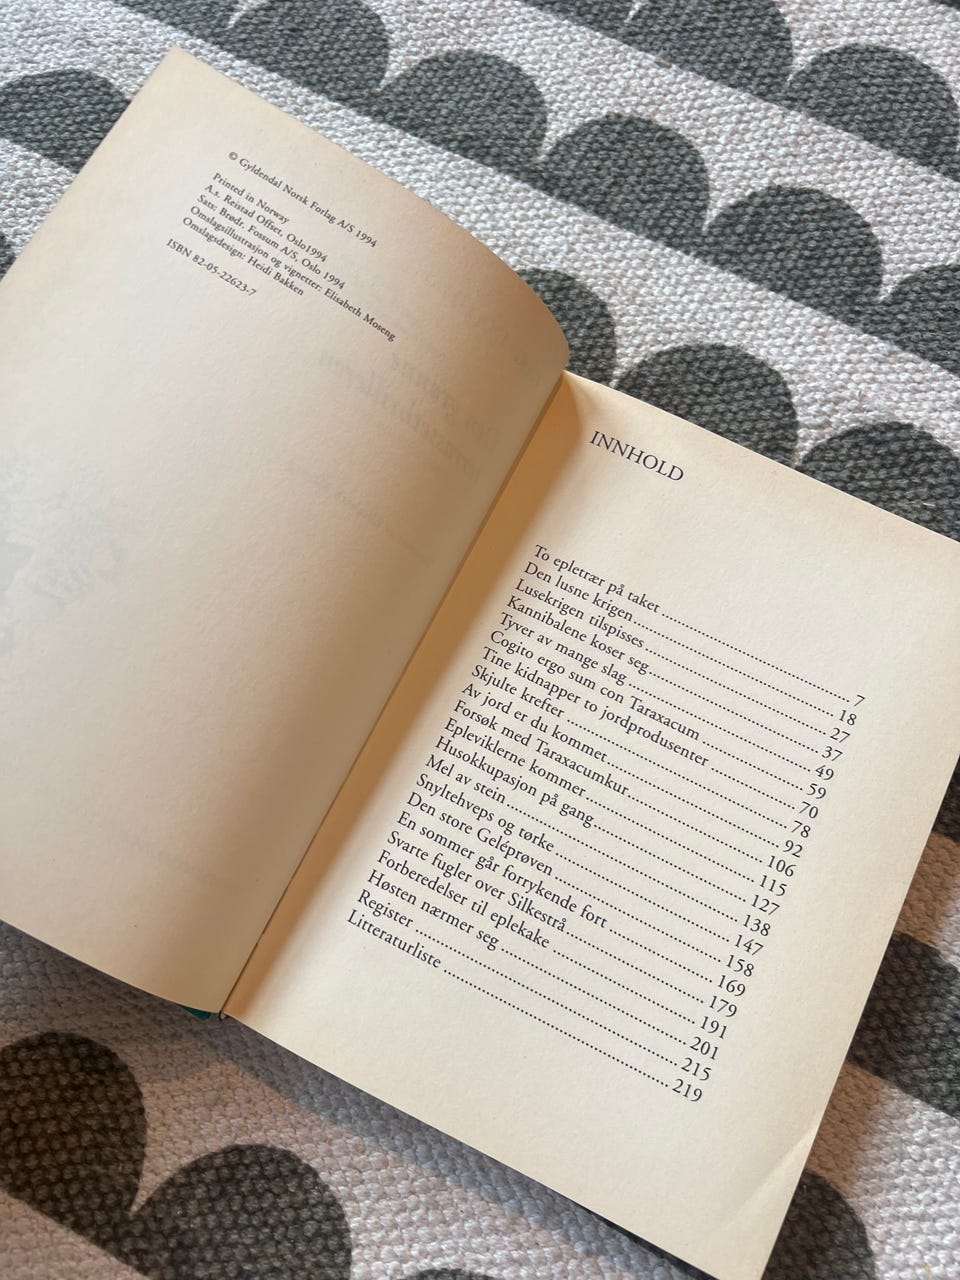 © Gyldendal Norsk Forlag A/S 1994
Printed in Norway
A.s. Reistad Offset, Oslo1994
Sats: Brødr. Fossum A/S, Oslo 1994
Omslagsillustrasjon og vignetter: Elisabeth Moseng
Omslagsdesign: Heidi Bakken
ISBN 82-05-22623-7
INNHOLD
To epletrær på taket ........................ 7
Den lusne krigen ........................ 18
Lusekrigen tilspisses ........................ 27
Kannibalene koser seg ........................ 37
Tyver av mange slag ........................ 49
Cogito ergo sum con Taraxacum ........................ 59
Tine kidnapper to jordprodusenter ........................ 70
Skjulte krefter ........................ 78
Av jord er du kommet ........................ 92
Forsøk med Taraxacumkur ........................ 106
Epleviklerne kommer ........................ 115
Husokkupasjon på gang ........................ 127
Mel av stein ........................ 138
Snyltehveps og tørke ........................ 147
Den store Geléprøven ........................ 158
En sommer går forrykende fort ........................ 169
Svarte fugler over Silkestrå ........................ 179
Forberedelser til eplekake ........................ 191
Høsten nærmer seg ........................ 201
Register ........................ 215
Litteraturliste ........................ 219